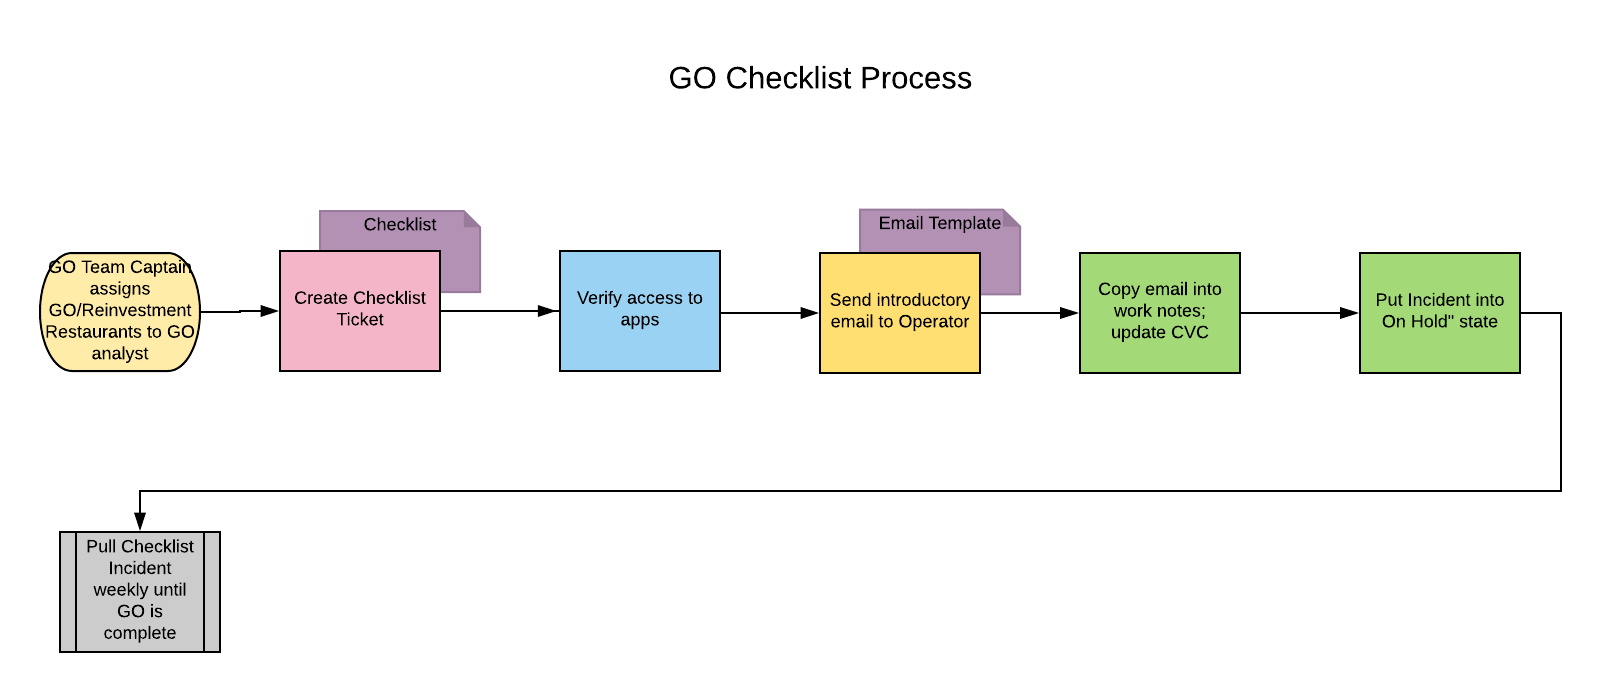 GO Checklist Process
GO Team Captain
assigns
GO/Reinvestment
Restaurants to GO
analyst
Checklist
Create Checklist
Ticket
Verify access to
apps
Email Template
Send introductory
email to Operator
Copy email into
work notes;
update CVC
Put Incident into
On Hold" state
Pull Checklist
Incident
weekly until
GO is
complete